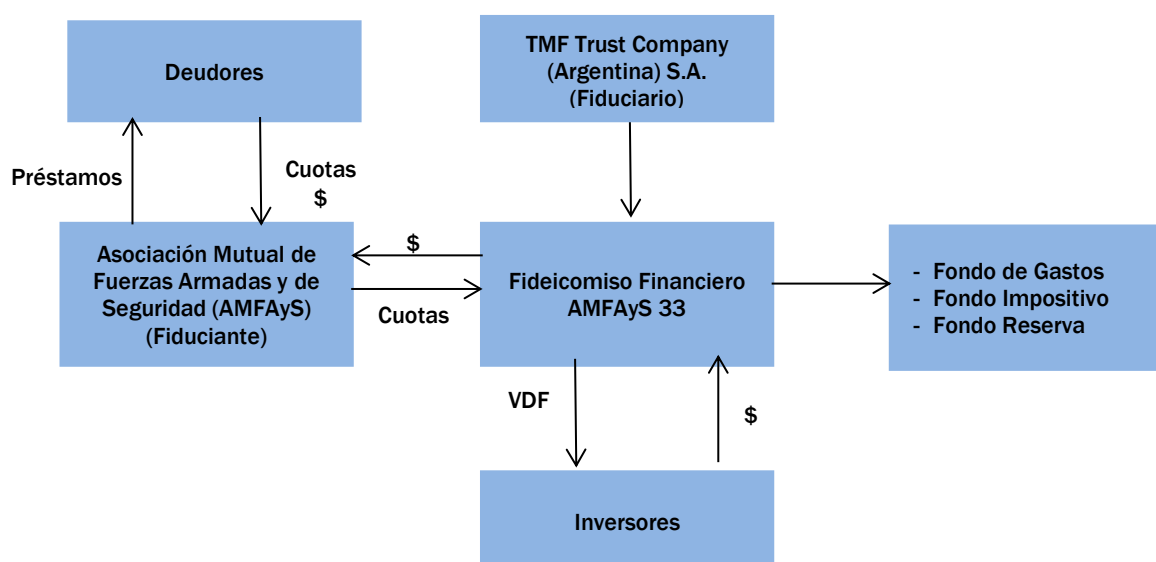 Deudores
TMF Trust Company
(Argentina) S.A.
(Fiduciario)
Préstamos
Cuotas
$
Asociación Mutual de
Fuerzas Armadas y de
Seguridad (AMFAyS)
(Fiduciante)
$
Cuotas
Fideicomiso Financiero
AMFAyS 33
- Fondo de Gastos
- Fondo Impositivo
- Fondo Reserva
VDF
$
Inversores